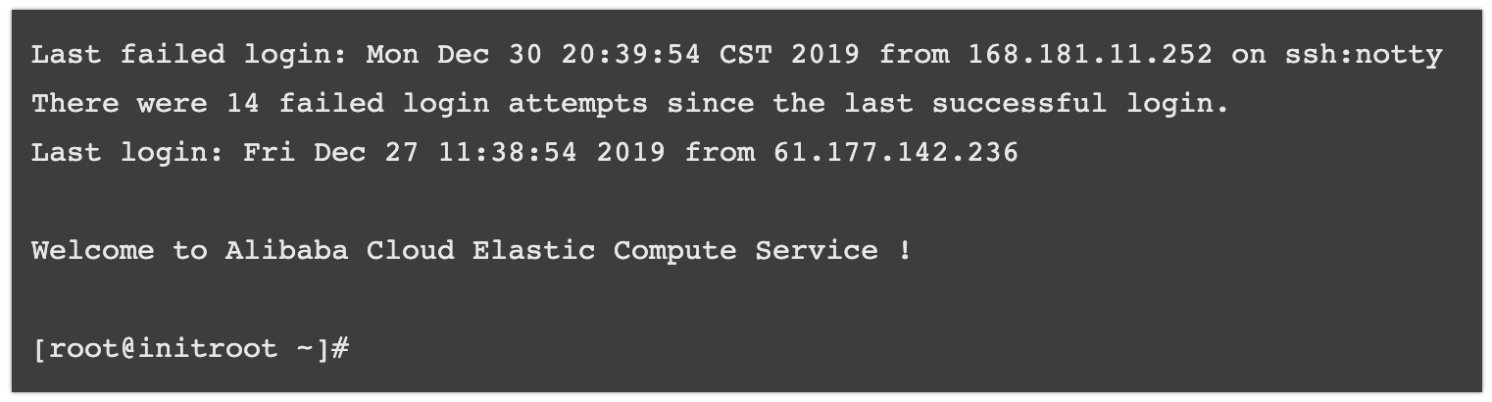 Last failed login: Mon Dec 30 20:39:54 CST 2019 from 168.181.11.252 on ssh:notty
There were 14 failed login attempts since the last successful login.
Last login: Fri Dec 27 11:38:54 2019 from 61.177.142.236
Welcome to Alibaba Cloud Elastic Compute Service !
[root@initroot ~]#